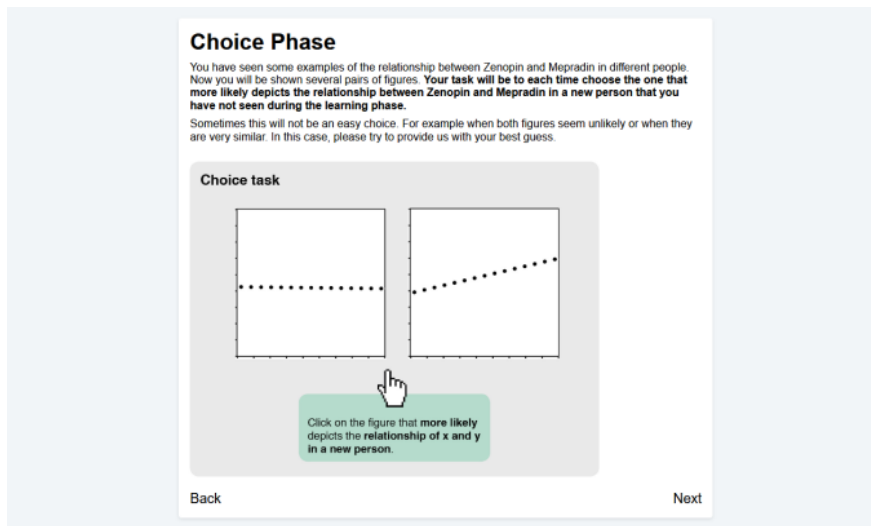 Choice Phase
You have seen some examples of the relationship between Zenopin and Mepradin in different people.
Now you will be shown several pairs of figures. Your task will be to each time choose the one that
more likely depicts the relationship between Zenopin and Mepradin in a new person that you
have not seen during the learning phase.
Sometimes this will not be an easy choice. For example when both figures seem unlikely or when they
are very similar. In this case, please try to provide us with your best guess.
Choice task
Click on the figure that more likely
depicts the relationship of x and y
in a new person.
Back
Next